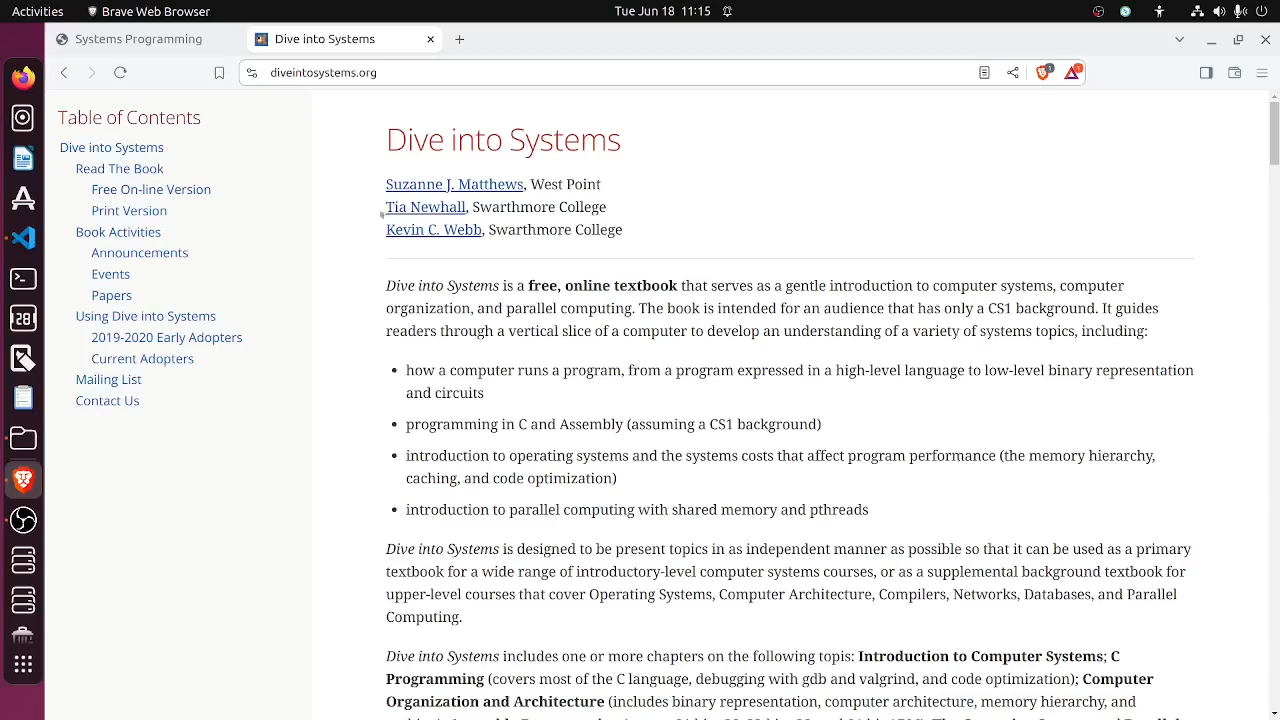 Activities
Brave Web Browser
Tue Jun 18 11:15
Systems Programming
Dive into Systems
diveintosystems.org
1
1
Table of Contents
Dive into Systems
Read The Book
Free On-line Version
Print Version
Book Activities
Announcements
Events
Papers
Using Dive into Systems
2019-2020 Early Adopters
Current Adopters
Mailing List
Contact Us
Dive into Systems
Suzanne J. Matthews, West Point
Tia Newhall, Swarthmore College
Kevin C. Webb, Swarthmore College
Dive into Systems is a free, online textbook that serves as a gentle introduction to computer systems, computer
organization, and parallel computing. The book is intended for an audience that has only a CS1 background. It guides
readers through a vertical slice of a computer to develop an understanding of a variety of systems topics, including:
• how a computer runs a program, from a program expressed in a high-level language to low-level binary representation
and circuits
• programming in C and Assembly (assuming a CS1 background)
• introduction to operating systems and the systems costs that affect program performance (the memory hierarchy,
caching, and code optimization)
• introduction to parallel computing with shared memory and pthreads
Dive into Systems is designed to be present topics in as independent manner as possible so that it can be used as a primary
textbook for a wide range of introductory-level computer systems courses, or as a supplemental background textbook for
upper-level courses that cover Operating Systems, Computer Architecture, Compilers, Networks, Databases, and Parallel
Computing.
Dive into Systems includes one or more chapters on the following topis: Introduction to Computer Systems; C
Programming (covers most of the C language, debugging with gdb and valgrind, and code optimization); Computer
Organization and Architecture (includes binary representation, computer architecture, memory hierarchy, and